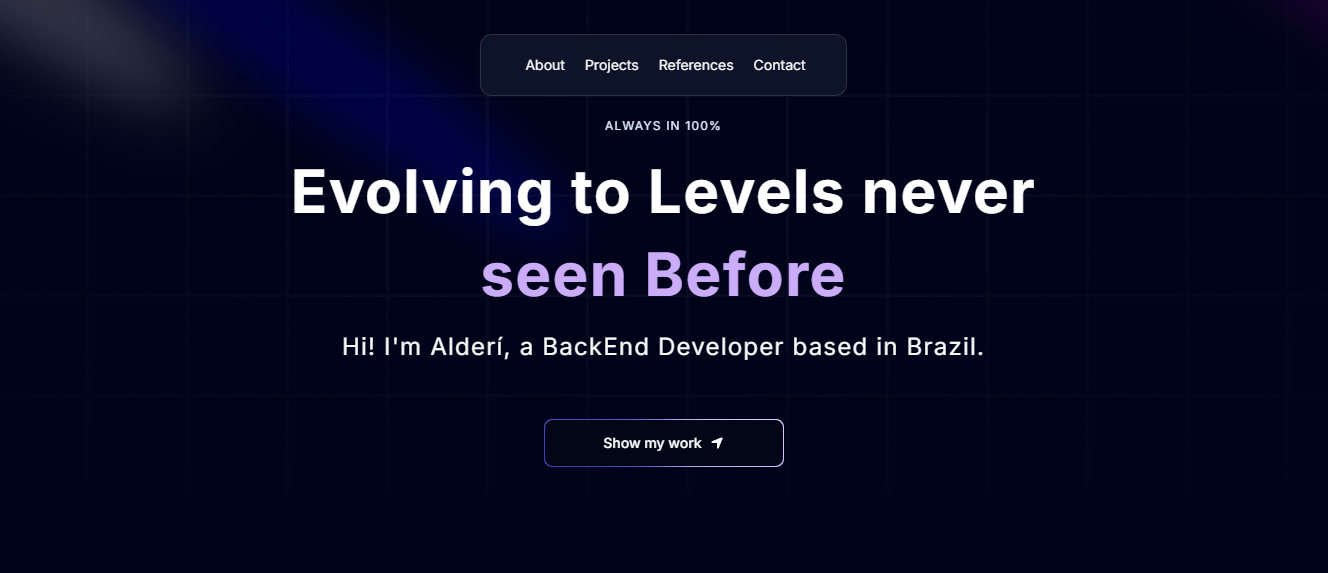 About Projects References Contact
ALWAYS IN 100%
Evolving to Levels never
seen Before
Hi! I'm Alderí, a BackEnd Developer based in Brazil.
Show my work